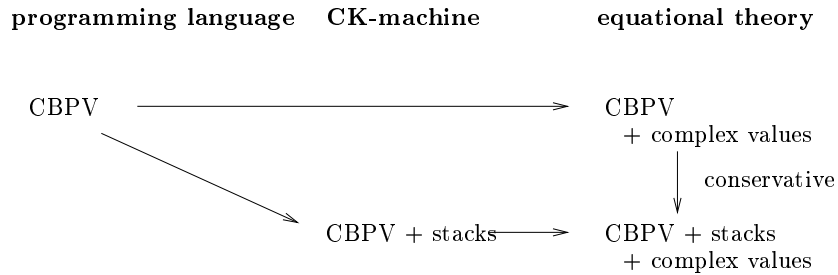 programming language CK-machine equational theory
CBPV CBPV
+ complex values
conservative
CBPV + stacks CBPV + stacks
+ complex values